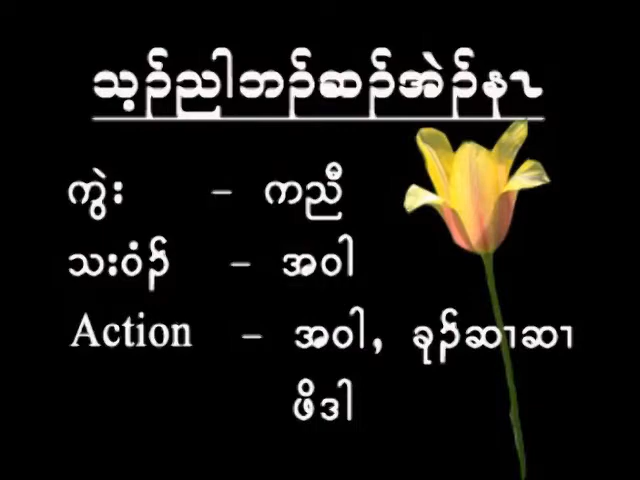 သ့ၣ်ညါဘၣ်ဆၣ်အဲၣ်နၤ
ကွဲး - ကညီ
သးဝံၣ် - အဝါ
Action - အဝါ, ခုၣ်ဆၢဆၢ
ဖိဒါ